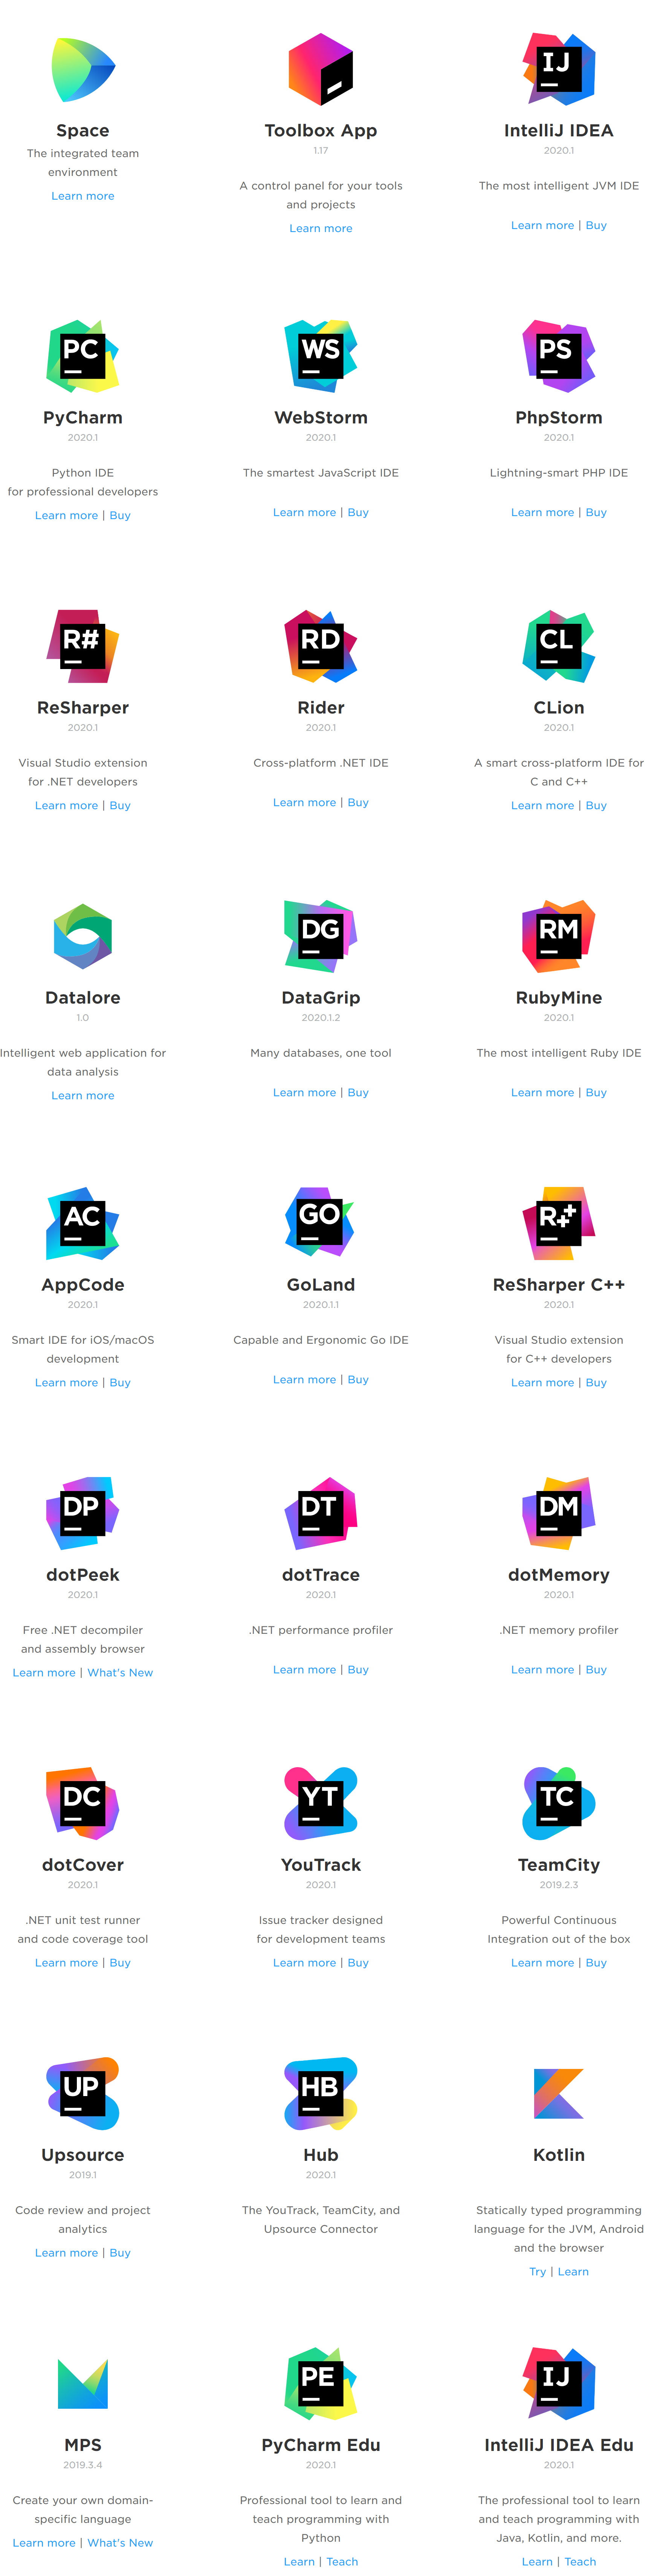 Space
The integrated team
environment
Learn more
Toolbox App
1.17
A control panel for your tools
and projects
Learn more
IJ
IntelliJ IDEA
2020.1
The most intelligent JVM IDE
Learn more | Buy
PC
PyCharm
2020.1
Python IDE
for professional developers
Learn more | Buy
WS
WebStorm
2020.1
The smartest JavaScript IDE
Learn more | Buy
PS
PhpStorm
2020.1
Lightning-smart PHP IDE
Learn more | Buy
R#
ReSharper
2020.1
Visual Studio extension
for .NET developers
Learn more | Buy
RD
Rider
2020.1
Cross-platform .NET IDE
Learn more | Buy
CL
CLion
2020.1
A smart cross-platform IDE for
C and C++
Learn more | Buy
Datalore
1.0
Intelligent web application for
data analysis
Learn more
DG
DataGrip
2020.1.2
Many databases, one tool
Learn more | Buy
RM
RubyMine
2020.1
The most intelligent Ruby IDE
Learn more | Buy
AC
AppCode
2020.1
Smart IDE for iOS/macOS
development
Learn more | Buy
GO
GoLand
2020.1.1
Capable and Ergonomic Go IDE
Learn more | Buy
R++
ReSharper C++
2020.1
Visual Studio extension
for C++ developers
Learn more | Buy
DP
dotPeek
2020.1
Free .NET decompiler
and assembly browser
Learn more | What's New
DT
dotTrace
2020.1
.NET performance profiler
Learn more | Buy
DM
dotMemory
2020.1
.NET memory profiler
Learn more | Buy
DC
dotCover
2020.1
.NET unit test runner
and code coverage tool
Learn more | Buy
YT
YouTrack
2020.1
Issue tracker designed
for development teams
Learn more | Buy
TC
TeamCity
2019.2.3
Powerful Continuous
Integration out of the box
Learn more | Buy
UP
Upsource
2019.1
Code review and project
analytics
Learn more | Buy
HB
Hub
2020.1
The YouTrack, TeamCity, and
Upsource Connector
Kotlin
Statically typed programming
language for the JVM, Android
and the browser
Try | Learn
MPS
2019.3.4
Create your own domain-
specific language
Learn more | What's New
PE
PyCharm Edu
2020.1
Professional tool to learn and
teach programming with
Python
Learn | Teach
IJ
IntelliJ IDEA Edu
2020.1
The professional tool to learn
and teach programming with
Java, Kotlin, and more.
Learn | Teach